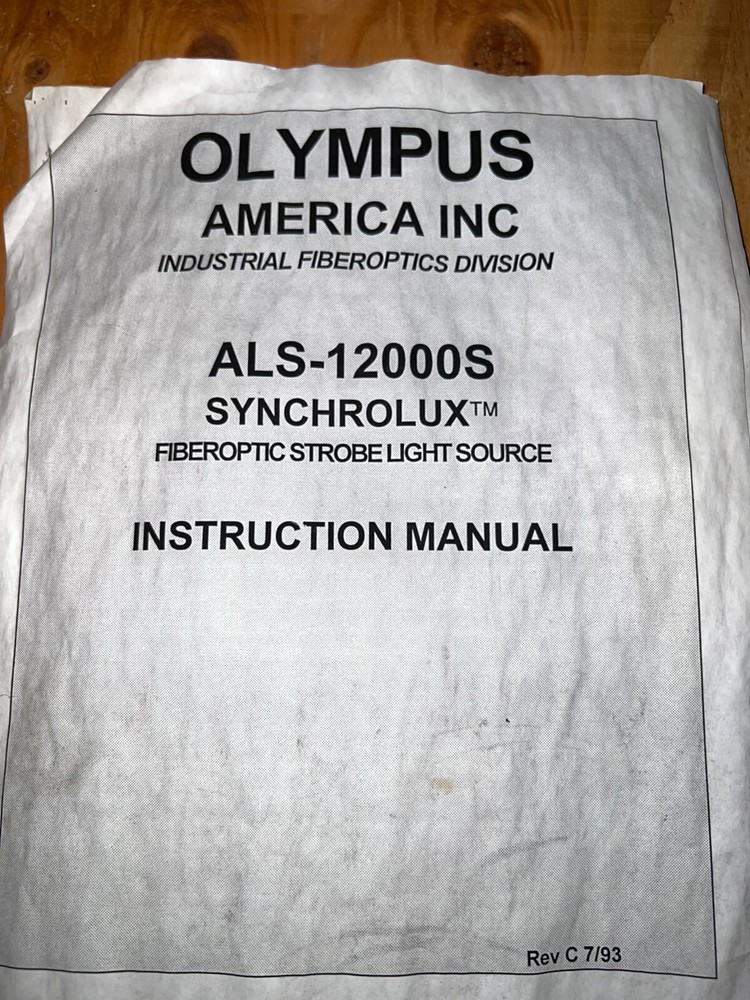 OLYMPUS
AMERICA INC
INDUSTRIAL FIBEROPTICS DIVISION
ALS-12000S
SYNCHROLUX™
FIBEROPTIC STROBE LIGHT SOURCE
INSTRUCTION MANUAL
Rev C 7/93